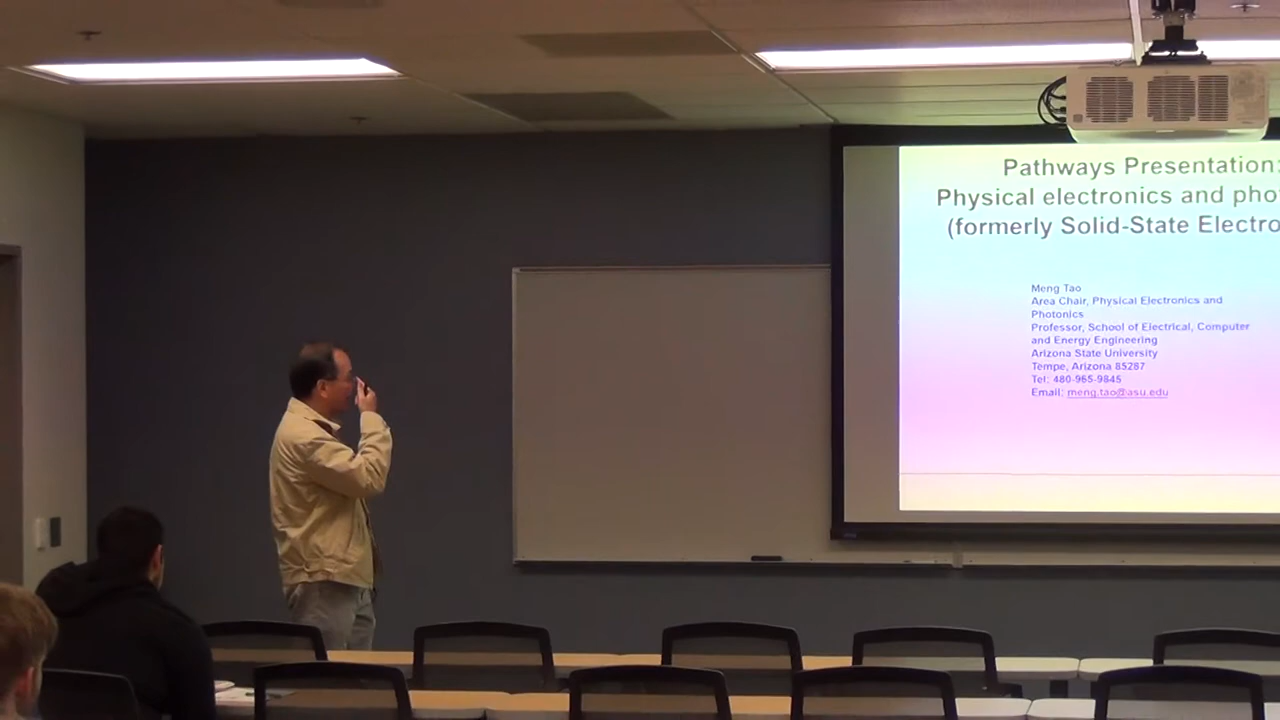 Pathways Presentation:
Physical electronics and pho
(formerly Solid-State Electro
Meng Tao
Area Chair, Physical Electronics and
Photonics
Professor, School of Electrical, Computer
and Energy Engineering
Arizona State University
Tempe, Arizona 85287
Tel: 480-965-9845
Email: meng.tao@asu.edu